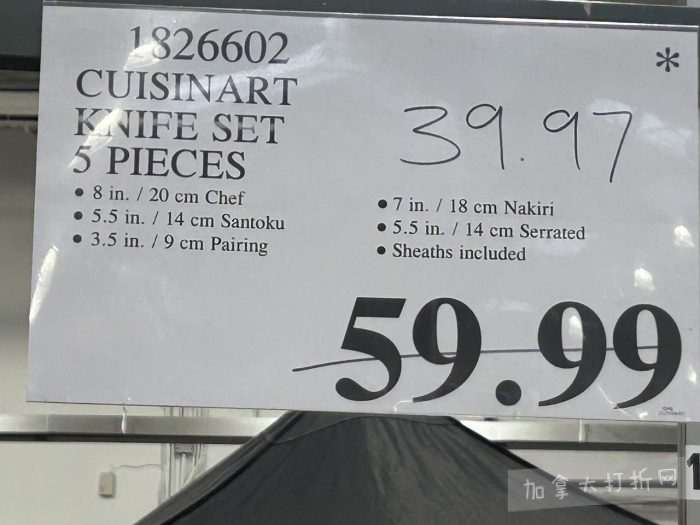 1826602
CUISINART
KNIFE SET
5 PIECES
*
39.97
• 8 in. / 20 cm Chef
• 5.5 in. / 14 cm Santoku
• 3.5 in. / 9 cm Pairing
• 7 in. / 18 cm Nakiri
• 5.5 in. / 14 cm Serrated
• Sheaths included
59.99
1
加拿大打折网